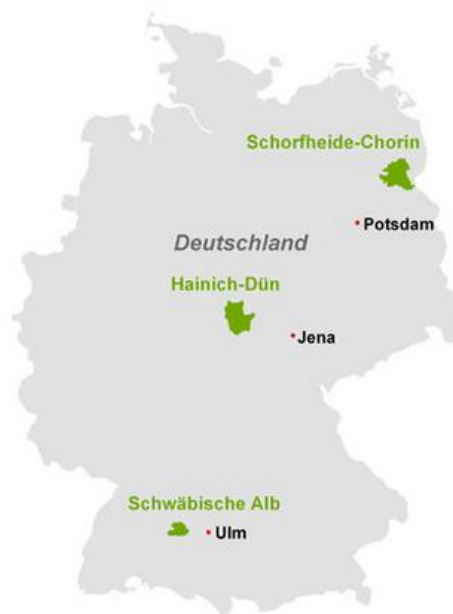 Schorfheide-Chorin
Potsdam
Deutschland
Hainich-Dün
Jena
Schwäbische Alb
Ulm